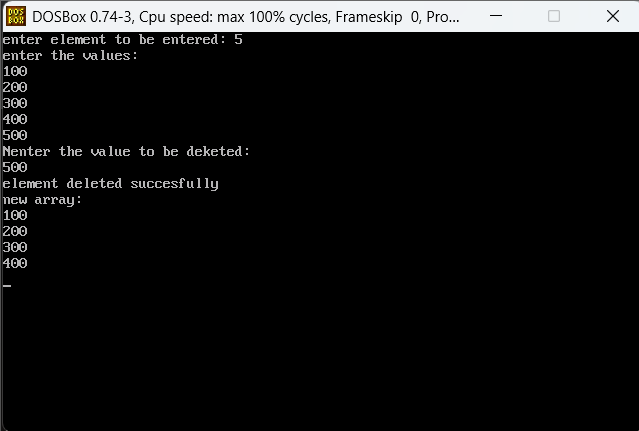 DOS
BOX
DOSBox 0.74-3, Cpu speed: max 100% cycles, Frameskip 0, Pro...
enter element to be entered: 5
enter the values:
100
200
300
400
500
Nenter the value to be deketed:
500
element deleted succesfully
new array:
100
200
300
400